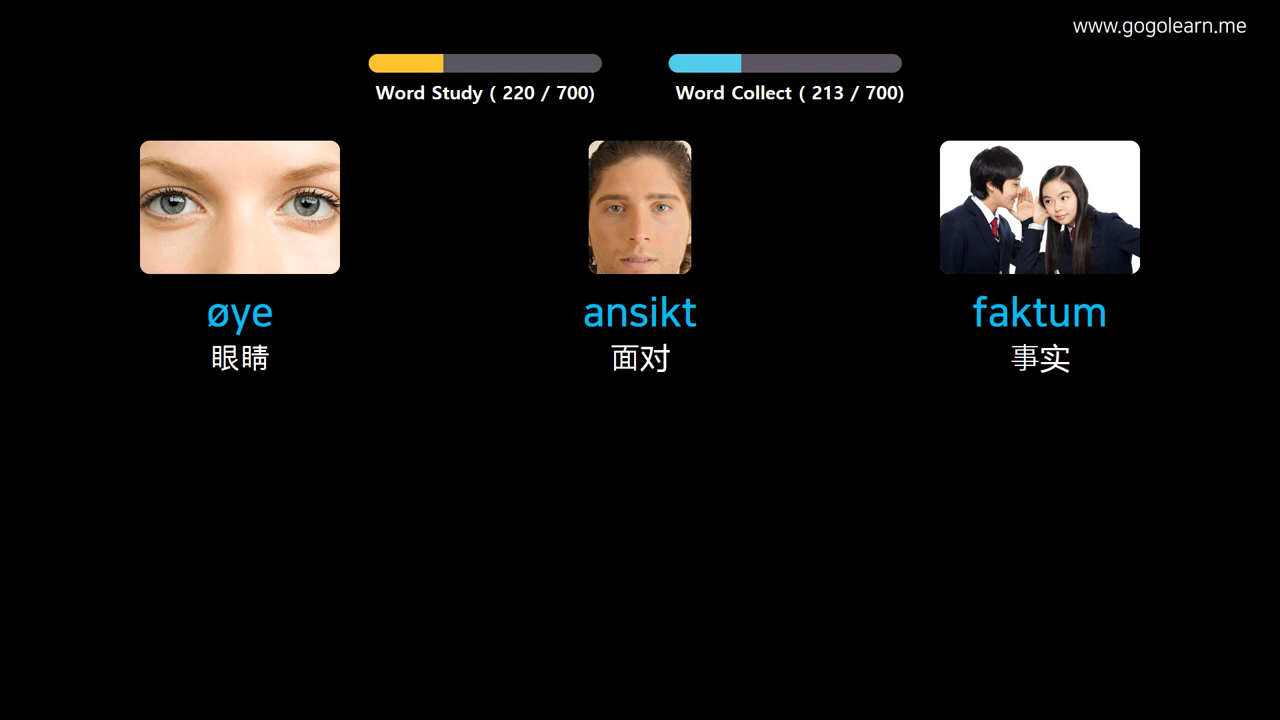 www.gogolearn.me
Word Study ( 220 / 700)
Word Collect ( 213 / 700)
øye
ansikt
faktum
眼睛
面对
事实